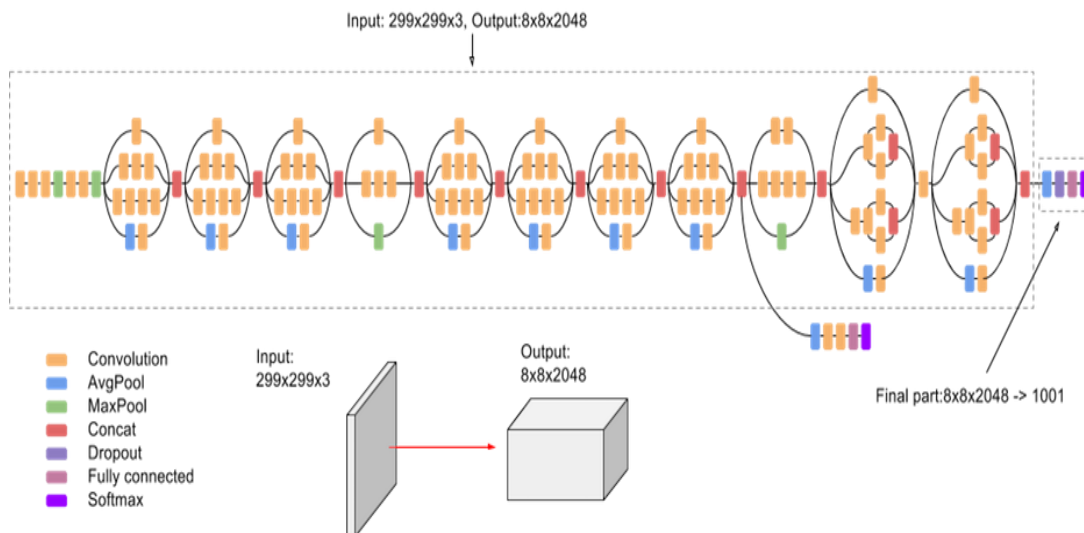 Input: 299x299x3, Output:8x8x2048
Convolution
AvgPool
MaxPool
Concat
Dropout
Fully connected
Softmax
Input:
299x299x3
Output:
8x8x2048
Final part:8x8x2048 -> 1001